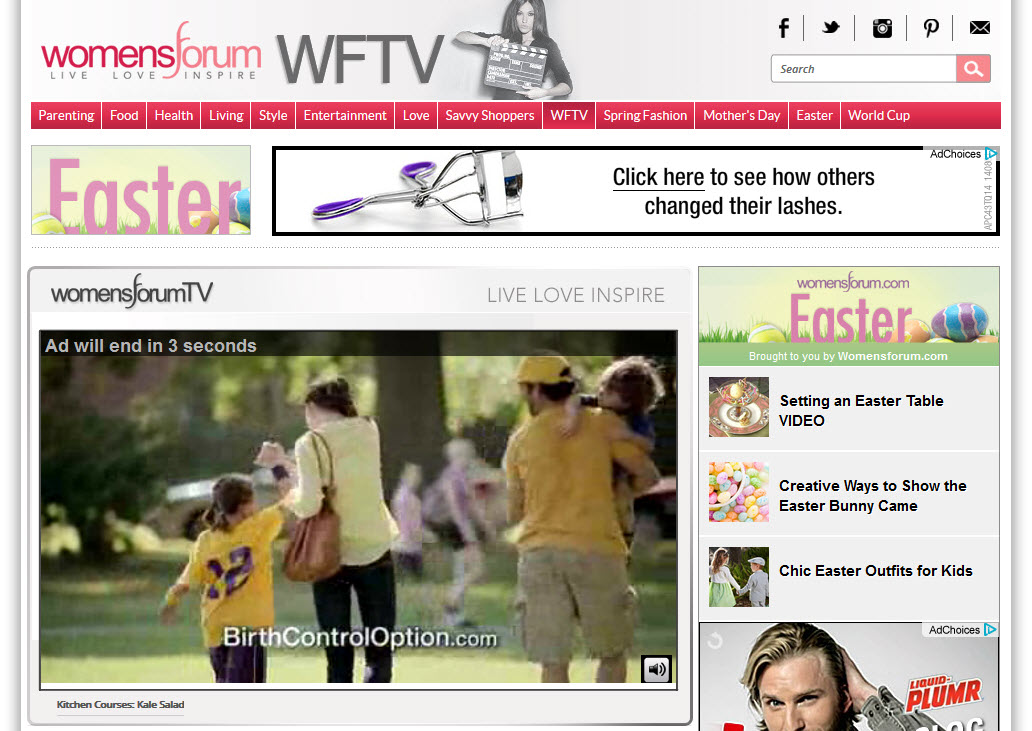 womensforum
LIVE LOVE INSPIRE
WFTV
Search
Parenting
Food
Health
Living
Style
Entertainment
Love
Savvy Shoppers
WFTV
Spring Fashion
Mother's Day
Easter
World Cup
Easter
AdChoices
Click here to see how others
changed their lashes.
APC43TQ14 1408
womensforumTV
LIVE LOVE INSPIRE
Ad will end in 3 seconds
12
BirthControlOption.com
Kitchen Courses: Kale Salad
womensforum.com
Easter
Brought to you by Womensforum.com
Setting an Easter Table
VIDEO
Creative Ways to Show the
Easter Bunny Came
Chic Easter Outfits for Kids
AdChoices
LIQUID-
PLUMR